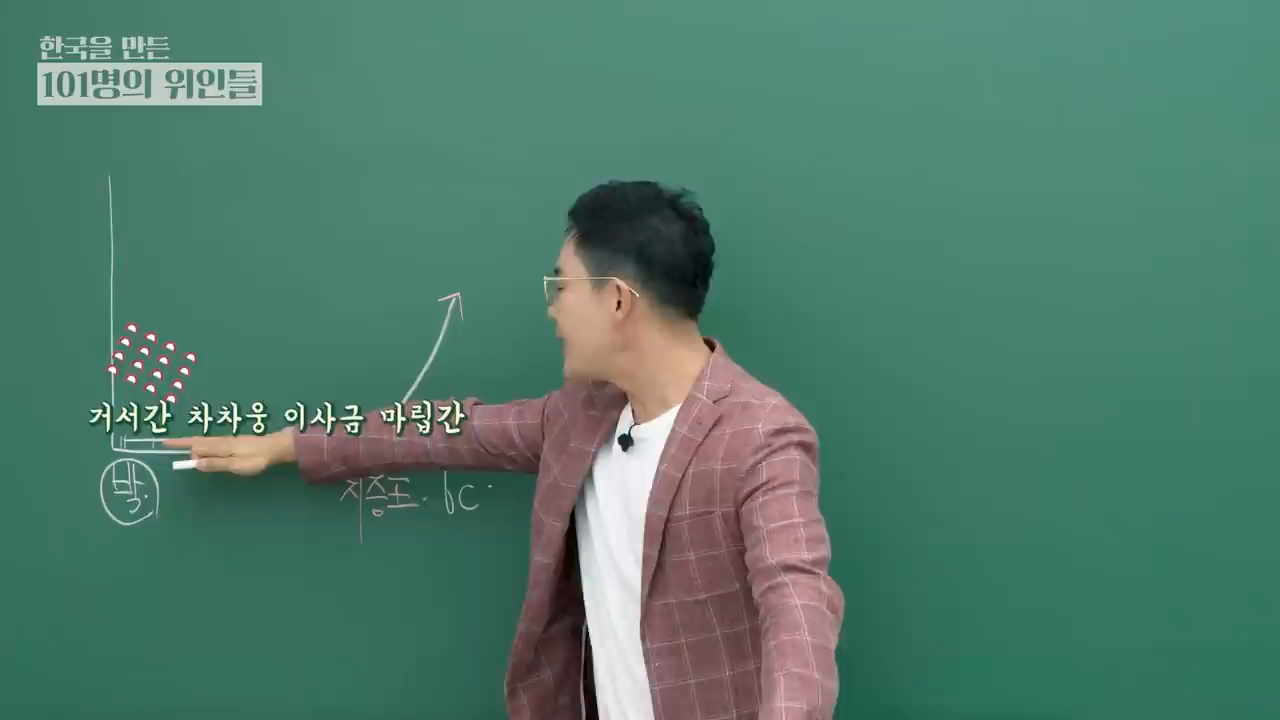 한국을 만든
101명의 위인들
거서간 차차웅 이사금 마립간
박.
지증표. 6C.